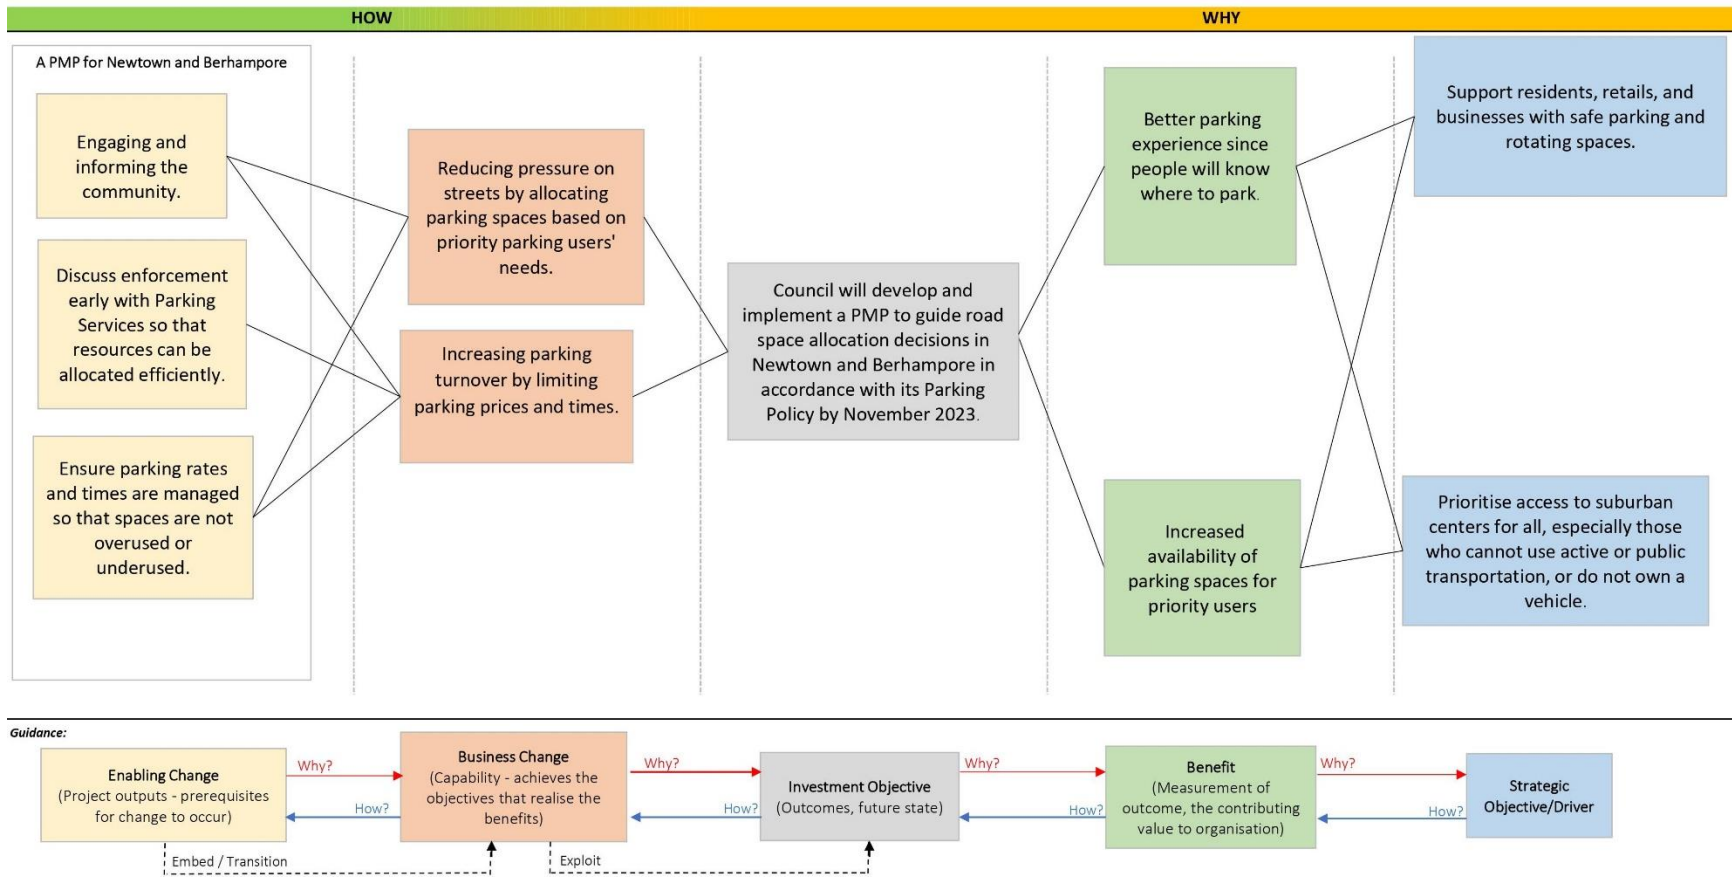 HOW
WHY
A PMP for Newtown and Berhampore
Engaging and
informing the
community.
Discuss enforcement
early with Parking
Services so that
resources can be
allocated efficiently.
Ensure parking rates
and times are managed
so that spaces are not
overused or
underused.
Reducing pressure on
streets by allocating
parking spaces based on
priority parking users'
needs.
Increasing parking
turnover by limiting
parking prices and times.
Council will develop and
implement a PMP to guide road
space allocation decisions in
Newtown and Berhampore in
accordance with its Parking
Policy by November 2023.
Better parking
experience since
people will know
where to park.
Increased
availability of
parking spaces for
priority users
Support residents, retails, and
businesses with safe parking and
rotating spaces.
Prioritise access to suburban
centers for all, especially those
who cannot use active or public
transportation, or do not own a
vehicle.
Guidance:
Enabling Change
(Project outputs - prerequisites
for change to occur)
Why?
How?
Embed / Transition
Business Change
(Capability - achieves the
objectives that realise the
benefits)
Why?
How?
Exploit
Investment Objective
(Outcomes, future state)
Why?
How?
Benefit
(Measurement of
outcome, the contributing
value to organisation)
Why?
How?
Strategic
Objective/Driver